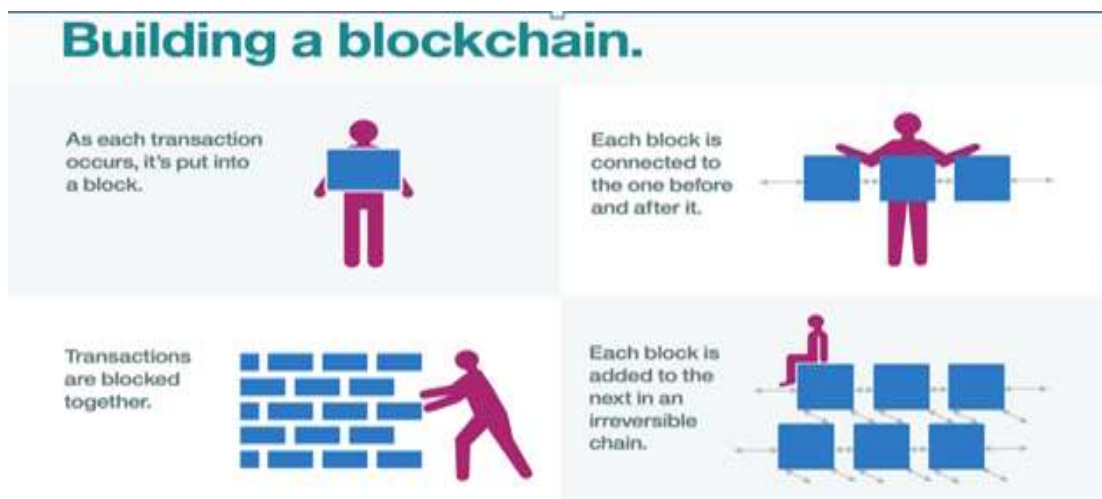 Building a blockchain.
As each transaction
occurs, it's put into
a block.
Each block is
connected to
the one before
and after it.
Transactions
are blocked
together.
Each block is
added to the
next in an
irreversible
chain.